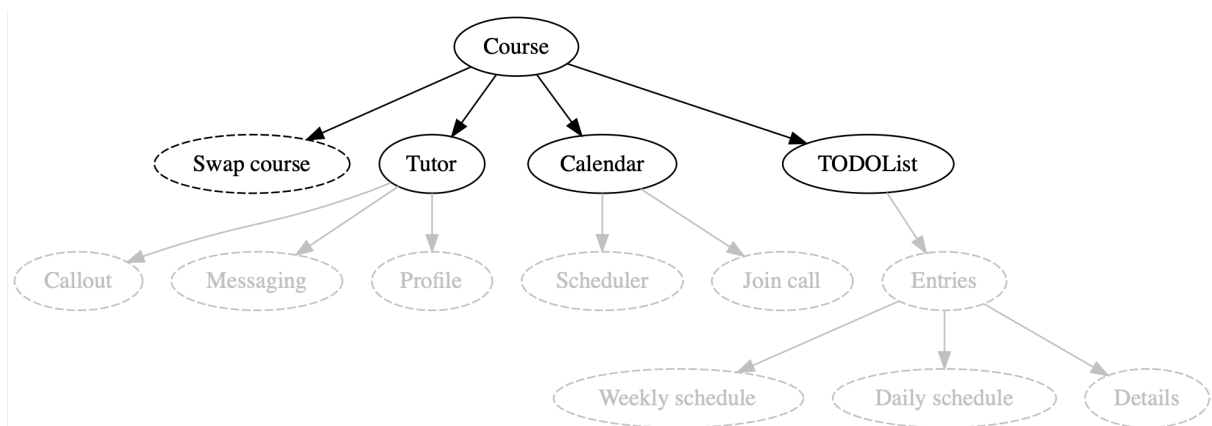 Course
Swap course
Tutor
Calendar
TODOList
Callout
Messaging
Profile
Scheduler
Join call
Entries
Weekly schedule
Daily schedule
Details